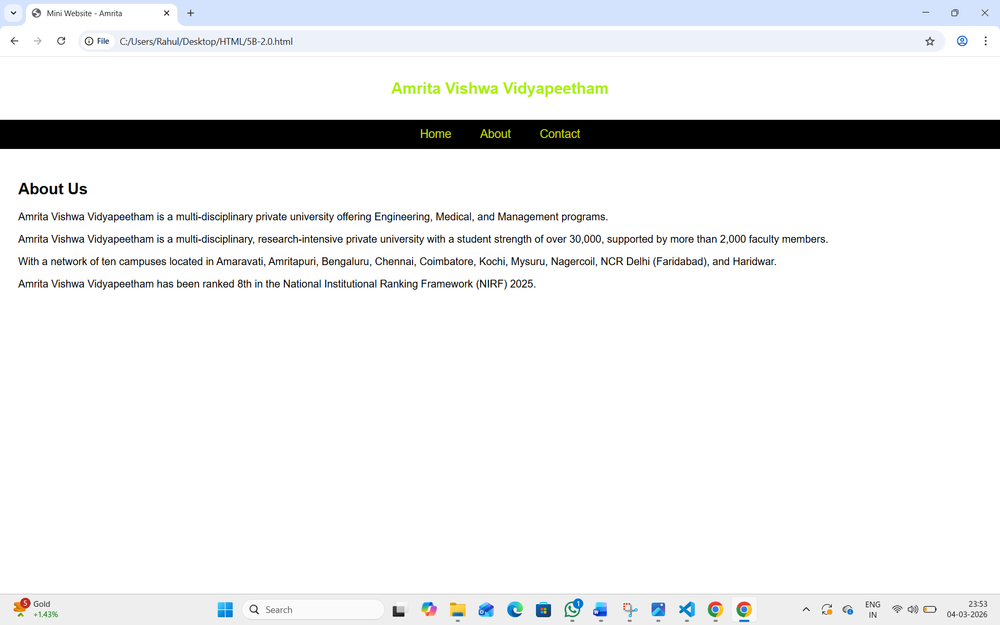 Mini Website - Amrita
File C:/Users/Rahul/Desktop/HTML/5B-2.0.html
Amrita Vishwa Vidyapeetham
Home About Contact
About Us
Amrita Vishwa Vidyapeetham is a multi-disciplinary private university offering Engineering, Medical, and Management programs.
Amrita Vishwa Vidyapeetham is a multi-disciplinary, research-intensive private university with a student strength of over 30,000, supported by more than 2,000 faculty members.
With a network of ten campuses located in Amaravati, Amritapuri, Bengaluru, Chennai, Coimbatore, Kochi, Mysuru, Nagercoil, NCR Delhi (Faridabad), and Haridwar.
Amrita Vishwa Vidyapeetham has been ranked 8th in the National Institutional Ranking Framework (NIRF) 2025.
5 Gold
+1.43%
Search
1
ENG
IN
23:53
04-03-2026